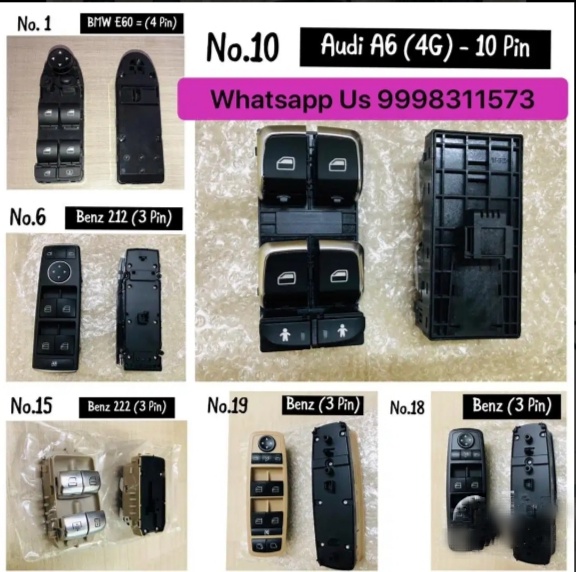 No. 1
BMW E60 = (4 Pin)
No.10
Audi A6 (4G) - 10 Pin
Whatsapp Us 9998311573
No.6
Benz 212 (3 Pin)
No.15
Benz 222 (3 Pin)
No.19
Benz (3 Pin)
No.18
Benz (3 Pin)